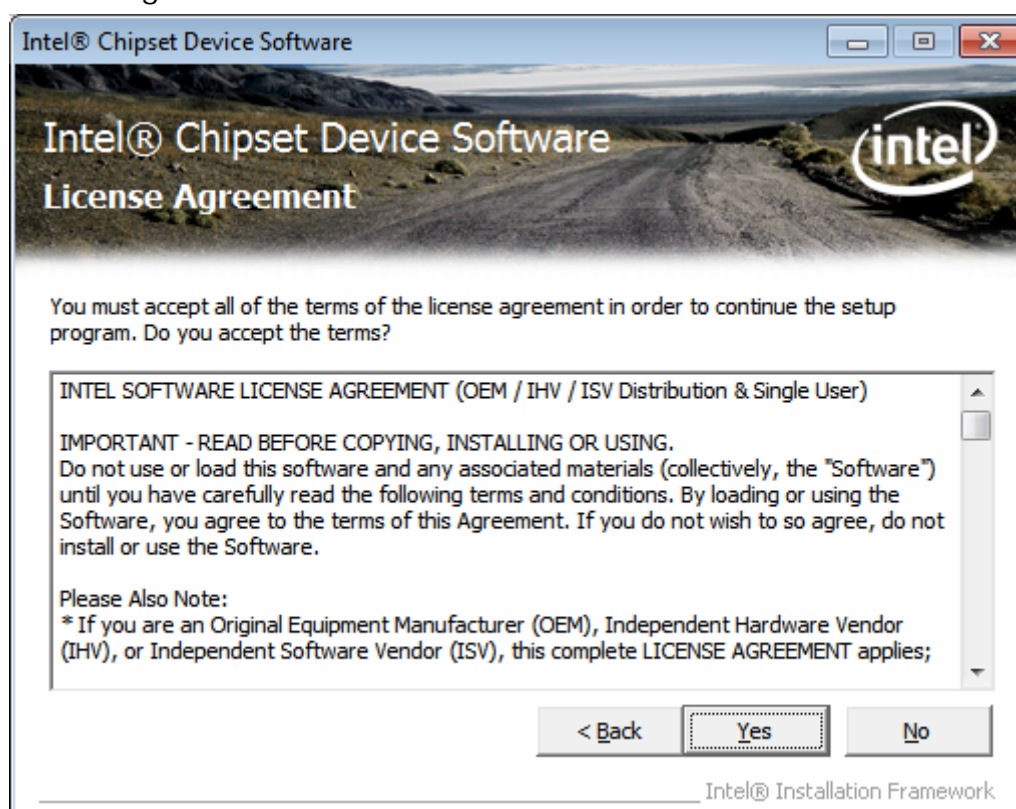 Intel® Chipset Device Software
Intel® Chipset Device Software
intel
License Agreement
You must accept all of the terms of the license agreement in order to continue the setup
program. Do you accept the terms?
INTEL SOFTWARE LICENSE AGREEMENT (OEM / IHV / ISV Distribution & Single User)
IMPORTANT - READ BEFORE COPYING, INSTALLING OR USING.
Do not use or load this software and any associated materials (collectively, the "Software")
until you have carefully read the following terms and conditions. By loading or using the
Software, you agree to the terms of this Agreement. If you do not wish to so agree, do not
install or use the Software.
Please Also Note:
* If you are an Original Equipment Manufacturer (OEM), Independent Hardware Vendor
(IHV), or Independent Software Vendor (ISV), this complete LICENSE AGREEMENT applies;
< Back
Yes
No
Intel® Installation Framework